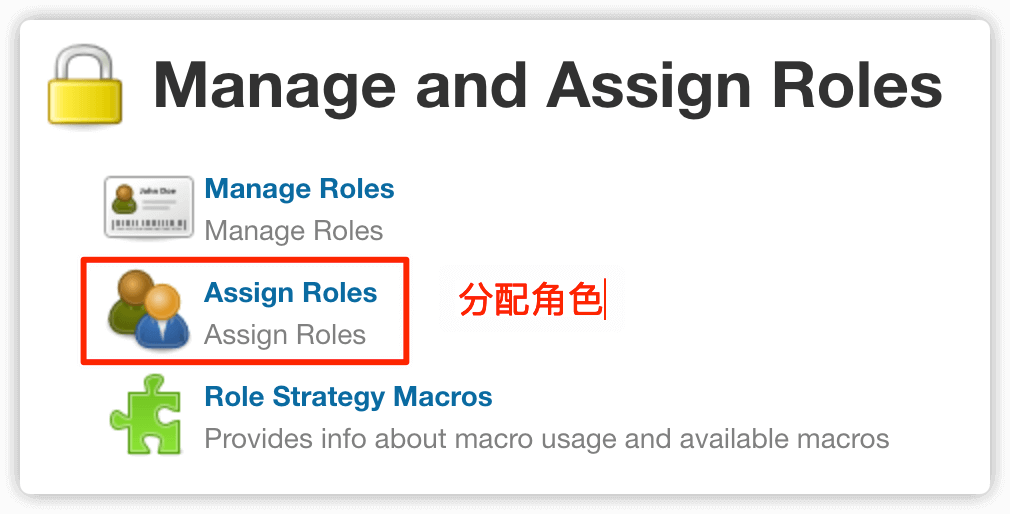 Manage and Assign Roles
John Doe
Manage Roles
Manage Roles
Assign Roles
Assign Roles
分配角色
Role Strategy Macros
Provides info about macro usage and available macros